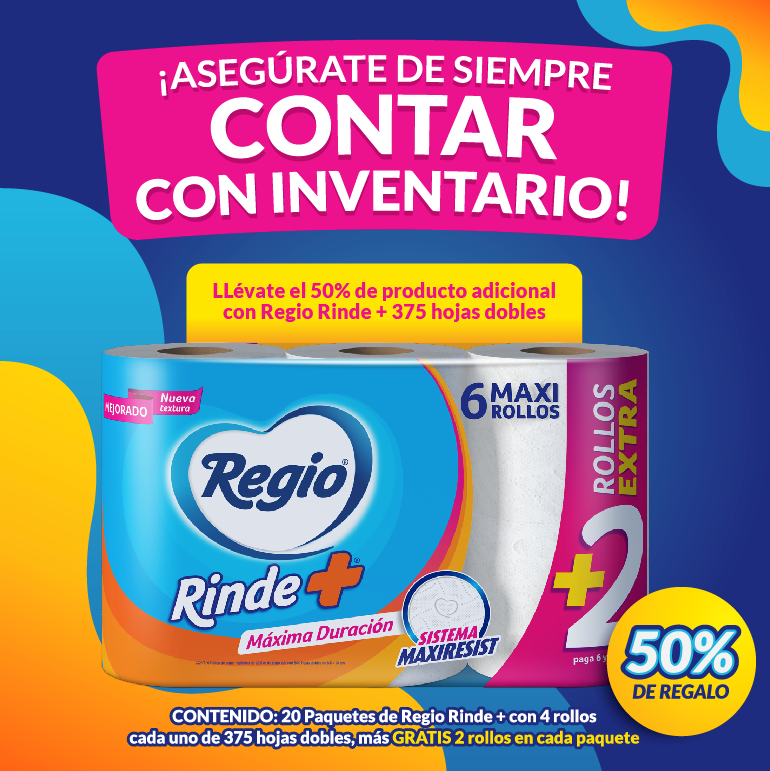 ¡ASEGÚRATE DE SIEMPRE
CONTAR
CON INVENTARIO!
LLévate el 50% de producto adicional
con Regio Rinde + 375 hojas dobles
MEJORADO
Nueva
textura
6 MAXI
ROLLOS
ROLLOS
EXTRA
+2
Regio®
Rinde +®
Máxima Duración
SISTEMA
MAXIRESIST
paga 6 y
50%
DE REGALO
CONTENIDO: 20 Paquetes de Regio Rinde + con 4 rollos
cada uno de 375 hojas dobles, más GRATIS 2 rollos en cada paquete